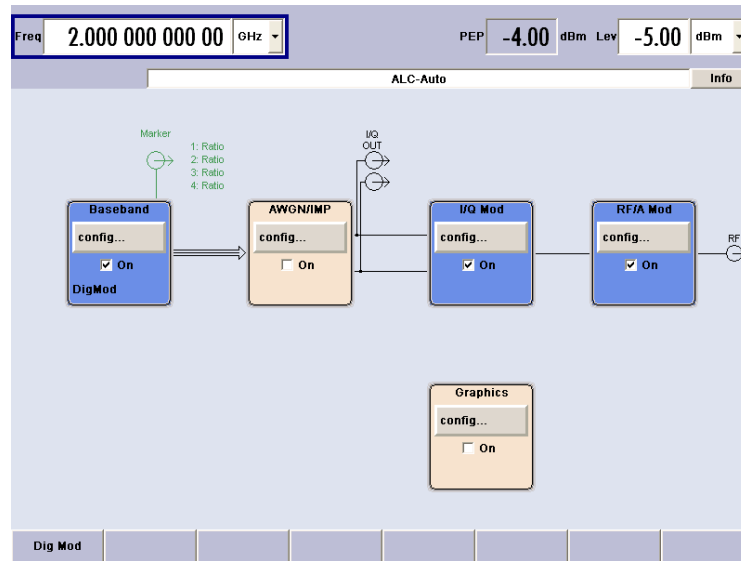 Freq 2.000 000 000 00 GHz PEP -4.00 dBm Lev -5.00 dBm
ALC-Auto Info
Marker
1: Ratio
2: Ratio
3: Ratio
4: Ratio
I/Q
OUT
Baseband
config...
On
DigMod
AWGN/IMP
config...
On
I/Q Mod
config...
On
RF/A Mod
config...
On
RF
Graphics
config...
On
Dig Mod